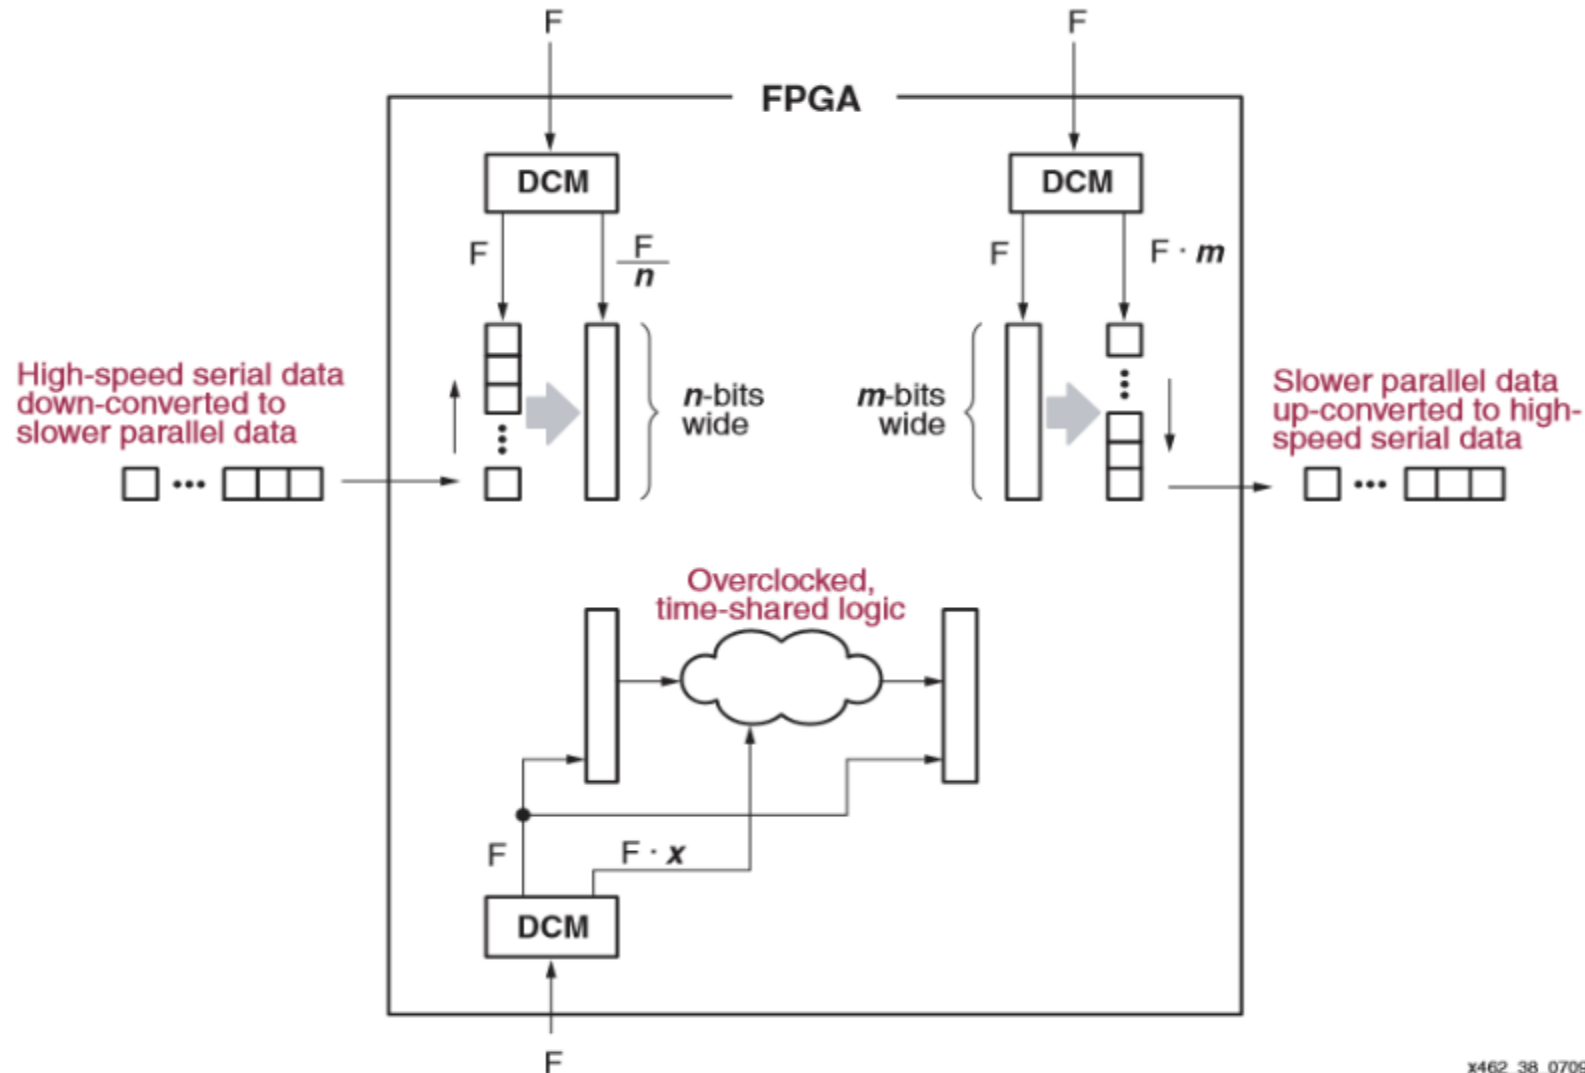 F
F
FPGA
DCM
DCM
F
F
n
F
F · m
High-speed serial data
down-converted to
slower parallel data
n-bits
wide
m-bits
wide
Slower parallel data
up-converted to high-
speed serial data
Overclocked,
time-shared logic
F
F · x
DCM
F
x462_38_0709